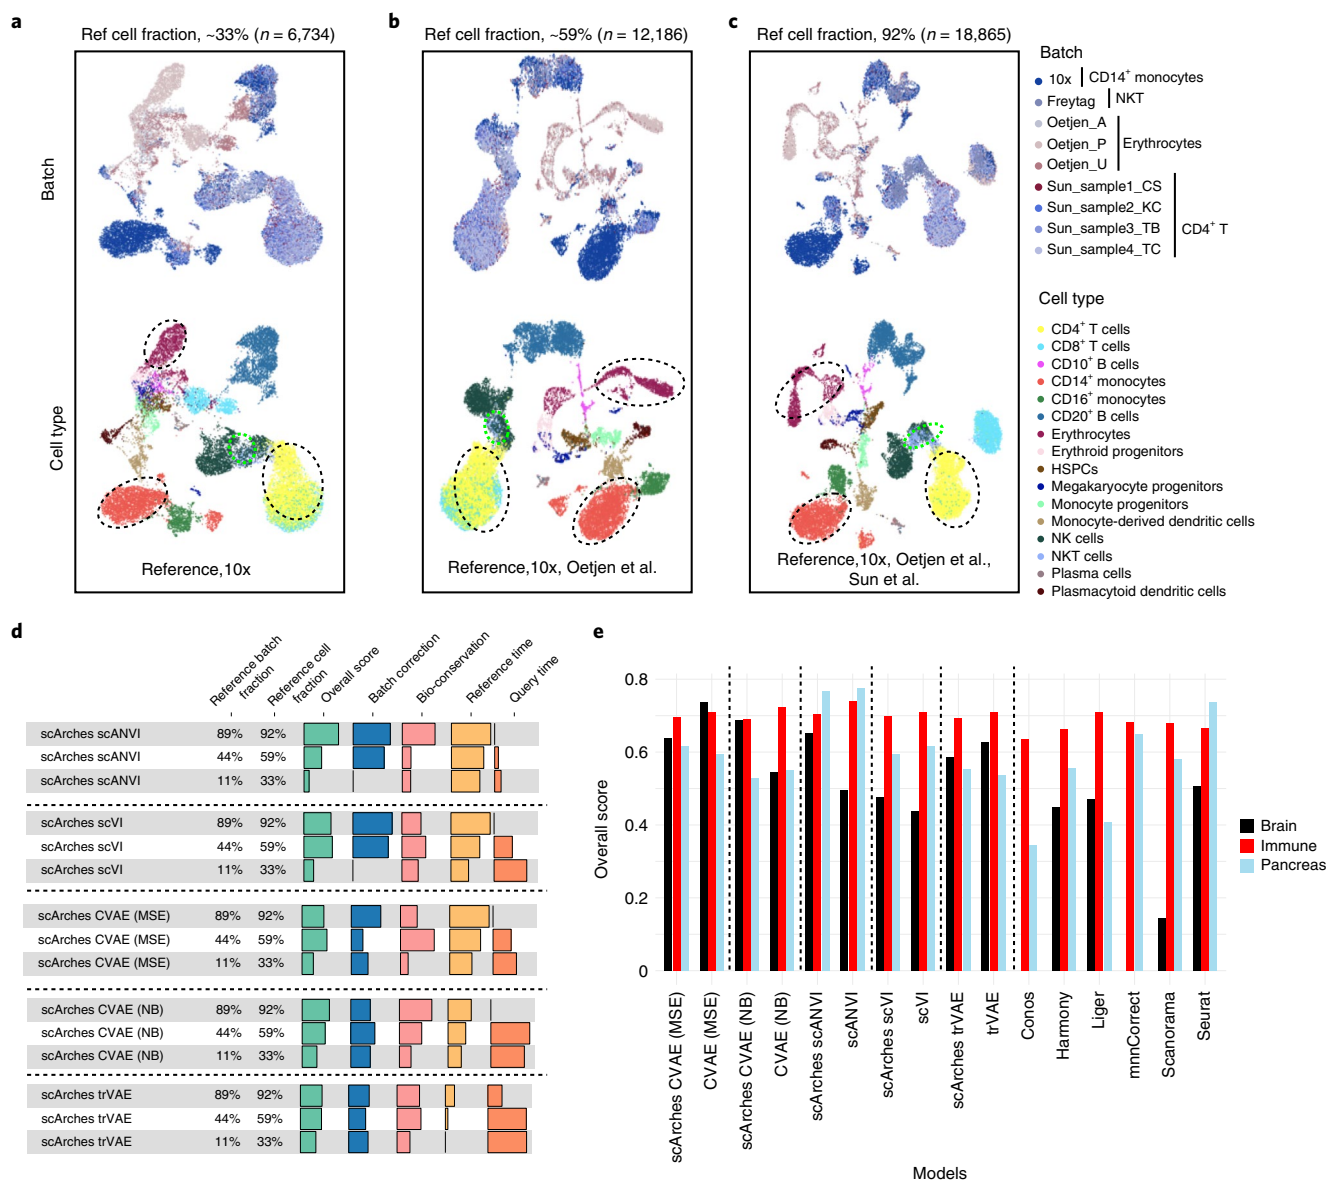 a
Ref cell fraction, ~33% (n = 6,734)
b
Ref cell fraction, ~59% (n = 12,186)
c
Ref cell fraction, 92% (n = 18,865)
Batch
Cell type
Reference,10x
Reference,10x, Oetjen et al.
Reference,10x, Oetjen et al.,
Sun et al.
Batch
10x
CD14⁺ monocytes
Freytag
NKT
Oetjen_A
Oetjen_P
Erythrocytes
Oetjen_U
Sun_sample1_CS
Sun_sample2_KC
Sun_sample3_TB
CD4⁺ T
Sun_sample4_TC
Cell type
CD4⁺ T cells
CD8⁺ T cells
CD10⁺ B cells
CD14⁺ monocytes
CD16⁺ monocytes
CD20⁺ B cells
Erythrocytes
Erythroid progenitors
HSPCs
Megakaryocyte progenitors
Monocyte progenitors
Monocyte-derived dendritic cells
NK cells
NKT cells
Plasma cells
Plasmacytoid dendritic cells
d
Reference batch
fraction
Reference cell
fraction
Overall score
Batch correction
Bio-conservation
Reference time
Query time
scArches scANVI 89% 92%
scArches scANVI 44% 59%
scArches scANVI 11% 33%
scArches scVI 89% 92%
scArches scVI 44% 59%
scArches scVI 11% 33%
scArches CVAE (MSE) 89% 92%
scArches CVAE (MSE) 44% 59%
scArches CVAE (MSE) 11% 33%
scArches CVAE (NB) 89% 92%
scArches CVAE (NB) 44% 59%
scArches CVAE (NB) 11% 33%
scArches trVAE 89% 92%
scArches trVAE 44% 59%
scArches trVAE 11% 33%
e
Overall score
0.8
0.6
0.4
0.2
0
scArches CVAE (MSE)
CVAE (MSE)
scArches CVAE (NB)
CVAE (NB)
scArches scANVI
scANVI
scArches scVI
scVI
scArches trVAE
trVAE
Conos
Harmony
Liger
mnnCorrect
Scanorama
Seurat
Models
Brain
Immune
Pancreas